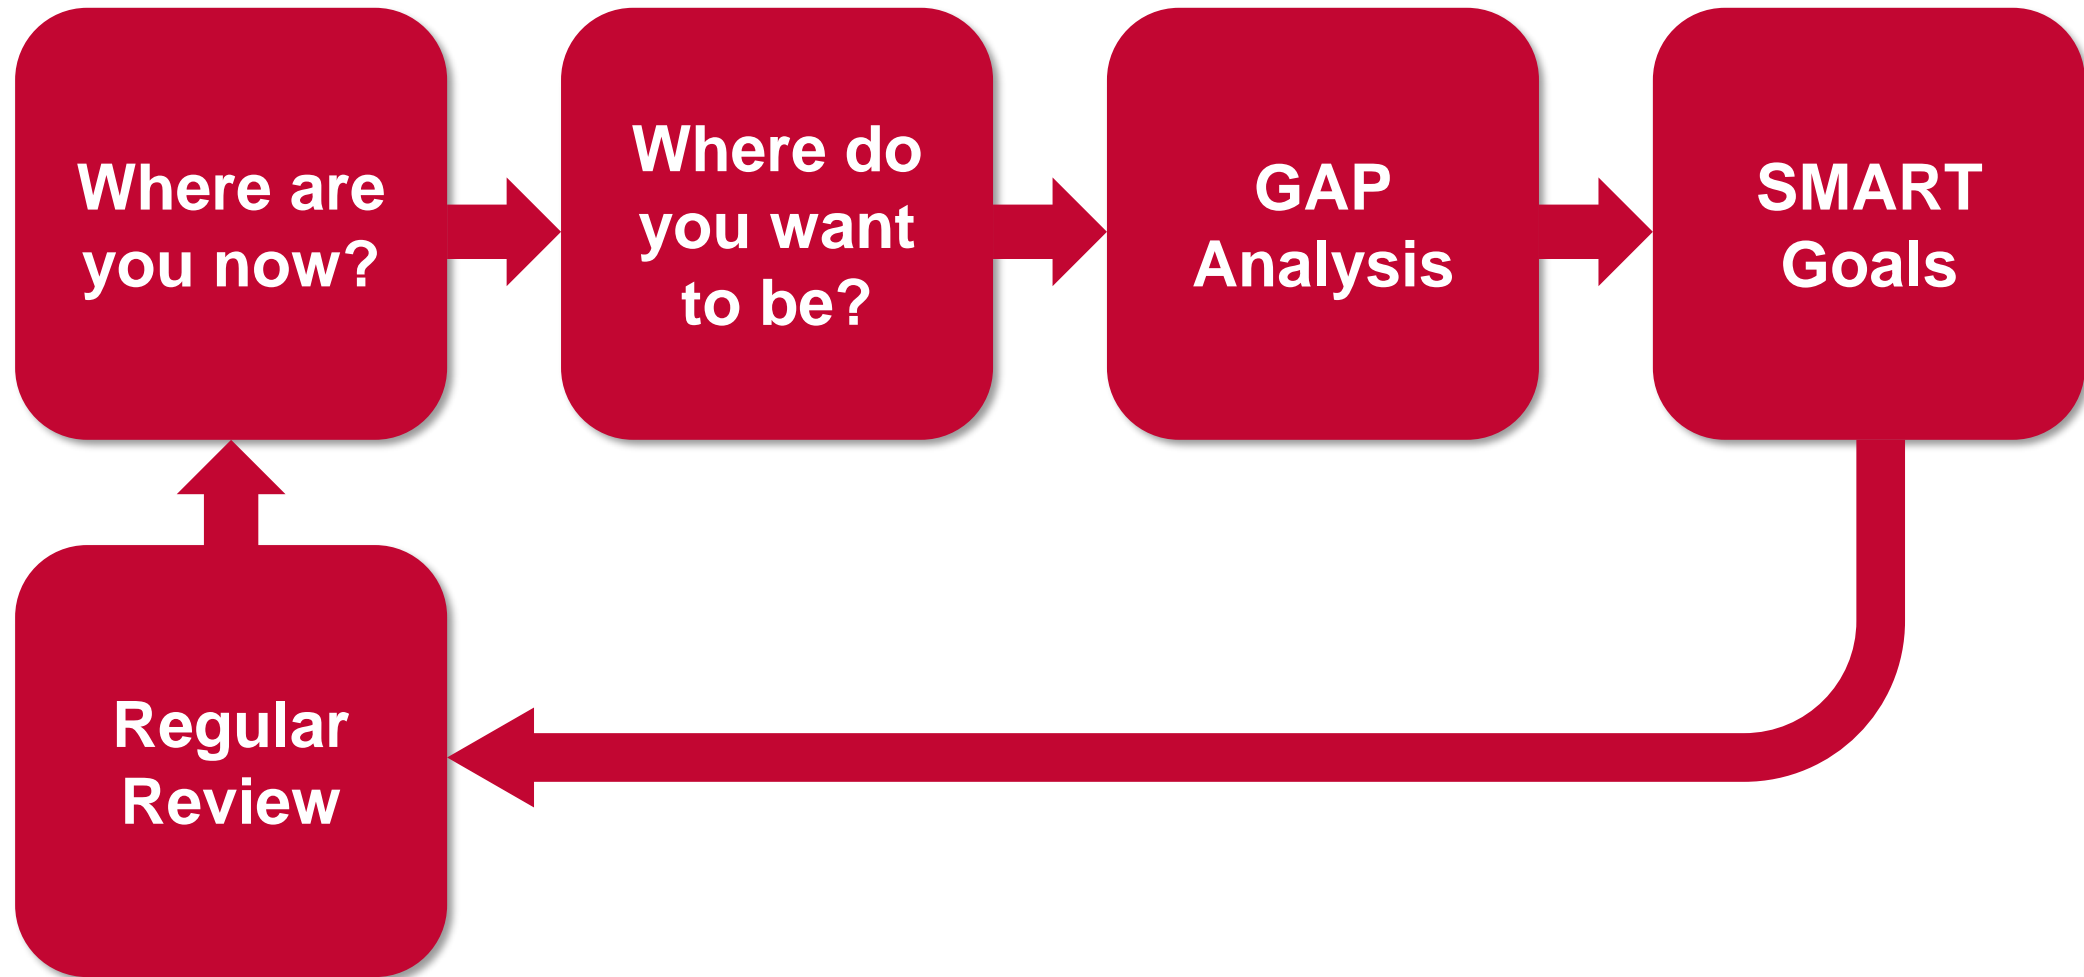 Where are
you now?
Where do
you want
to be?
GAP
Analysis
SMART
Goals
Regular
Review